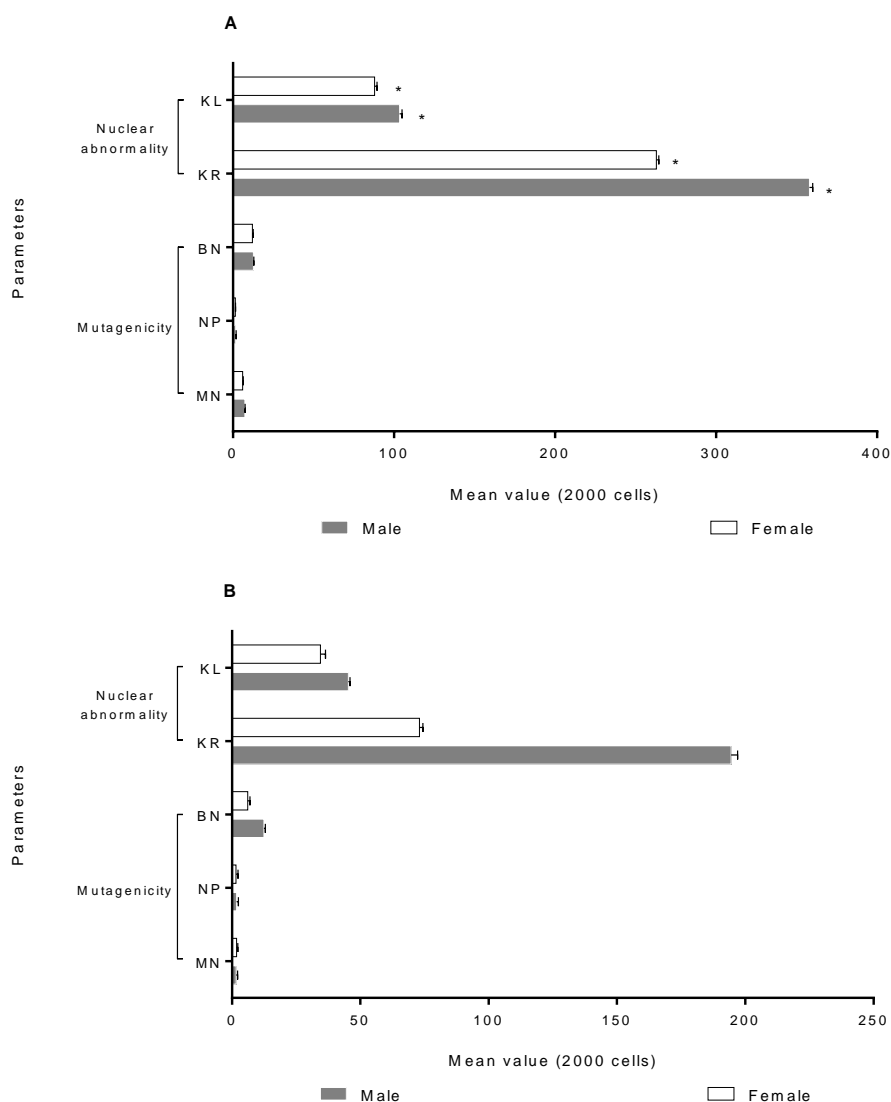 A
KL
*
*
Nuclear
abnormality
KR
*
*
BN
Parameters
Mutagenicity
NP
MN
0 100 200 300 400
Mean value (2000 cells)
Male Female
B
KL
Nuclear
abnormality
KR
BN
Parameters
Mutagenicity
NP
MN
0 50 100 150 200 250
Mean value (2000 cells)
Male Female